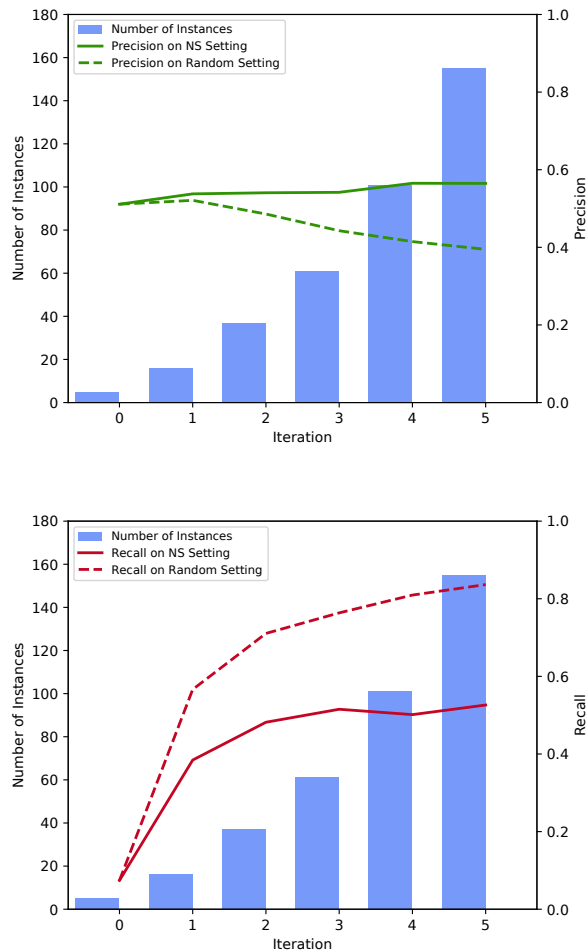 Number of Instances
Precision on NS Setting
Precision on Random Setting
180
160
140
120
100
80
60
40
20
0
Number of Instances
1.0
0.8
0.6
0.4
0.2
0.0
Precision
0 1 2 3 4 5
Iteration
Number of Instances
Recall on NS Setting
Recall on Random Setting
180
160
140
120
100
80
60
40
20
0
Number of Instances
1.0
0.8
0.6
0.4
0.2
0.0
Recall
0 1 2 3 4 5
Iteration